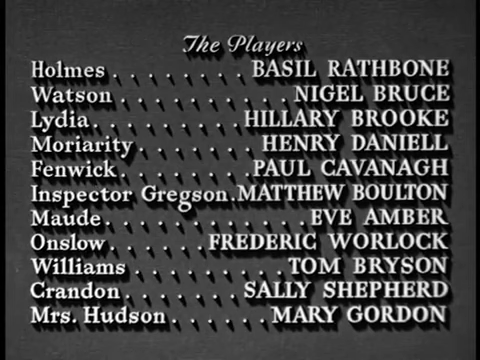 The Players
Holmes . . . . . . . BASIL RATHBONE
Watson . . . . . . . . . NIGEL BRUCE
Lydia. . . . . . . . HILLARY BROOKE
Moriarity . . . . . . HENRY DANIELL
Fenwick. . . . . . . PAUL CAVANAGH
Inspector Gregson.MATTHEW BOULTON
Maude . . . . . . . . . . . EVE AMBER
Onslow . . . . . FREDERIC WORLOCK
Williams . . . . . . . . TOM BRYSON
Crandon . . . . . . SALLY SHEPHERD
Mrs. Hudson . . . . . MARY GORDON